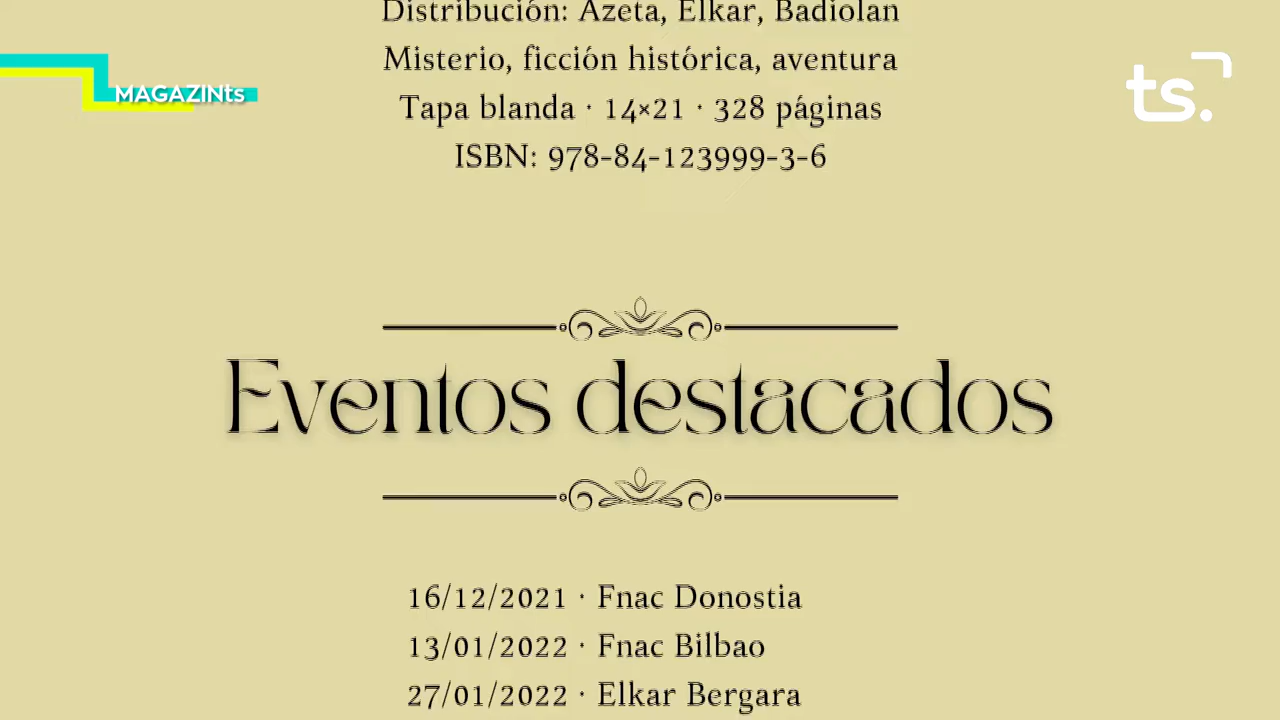 Distribución: Azeta, Elkar, Badiolan
MAGAZINts
ts.
Misterio, ficción histórica, aventura
Tapa blanda · 14×21 · 328 páginas
ISBN: 978-84-123999-3-6
Eventos destacados
16/12/2021 · Fnac Donostia
13/01/2022 · Fnac Bilbao
27/01/2022 · Elkar Bergara